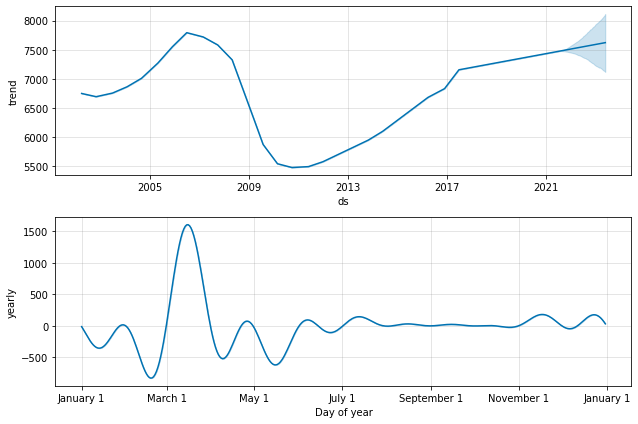 8000
7500
7000
6500
6000
5500
trend
2005 2009 2013 2017 2021
ds
1500
1000
500
0
−500
yearly
January 1 March 1 May 1 July 1 September 1 November 1 January 1
Day of year